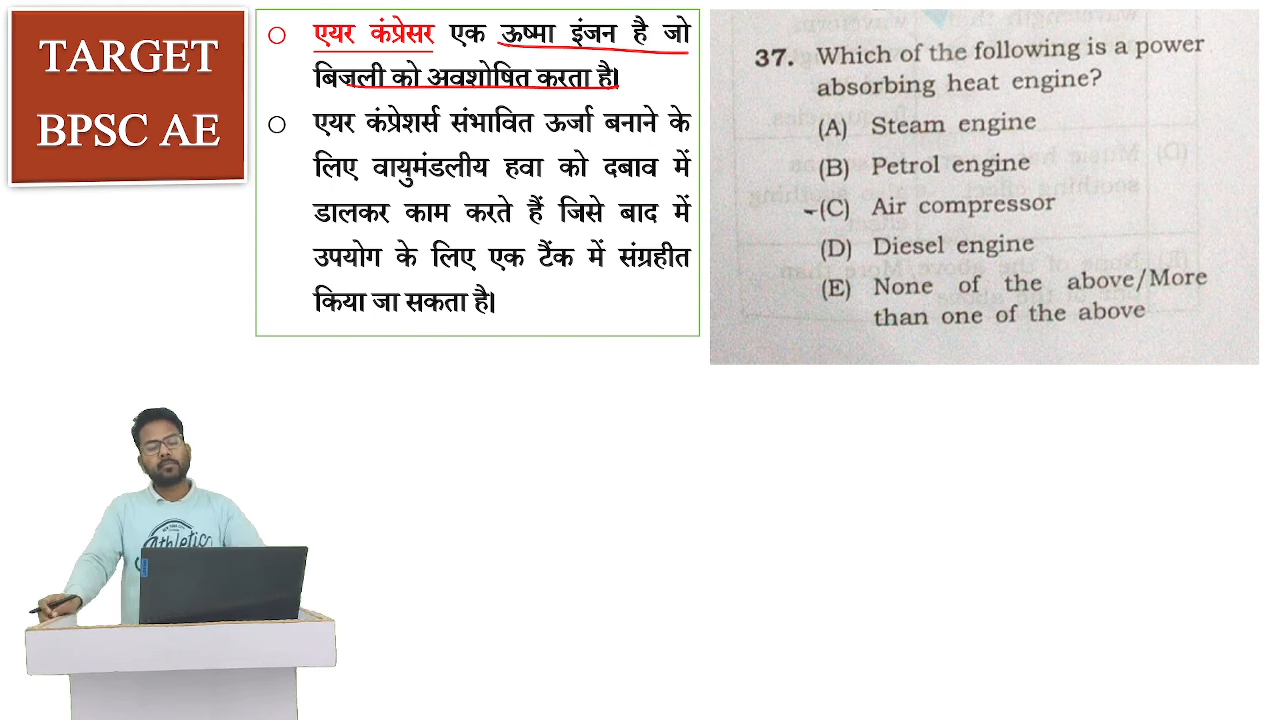 TARGET
BPSC AE
○ एयर कंप्रेसर एक ऊष्मा इंजन है जो
बिजली को अवशोषित करता है।
○ एयर कंप्रेशर्स संभावित ऊर्जा बनाने के
लिए वायुमंडलीय हवा को दबाव में
डालकर काम करते हैं जिसे बाद में
उपयोग के लिए एक टैंक में संग्रहीत
किया जा सकता है।
37. Which of the following is a power
absorbing heat engine?
(A) Steam engine
(B) Petrol engine
(C) Air compressor
(D) Diesel engine
(E) None of the above/More
than one of the above